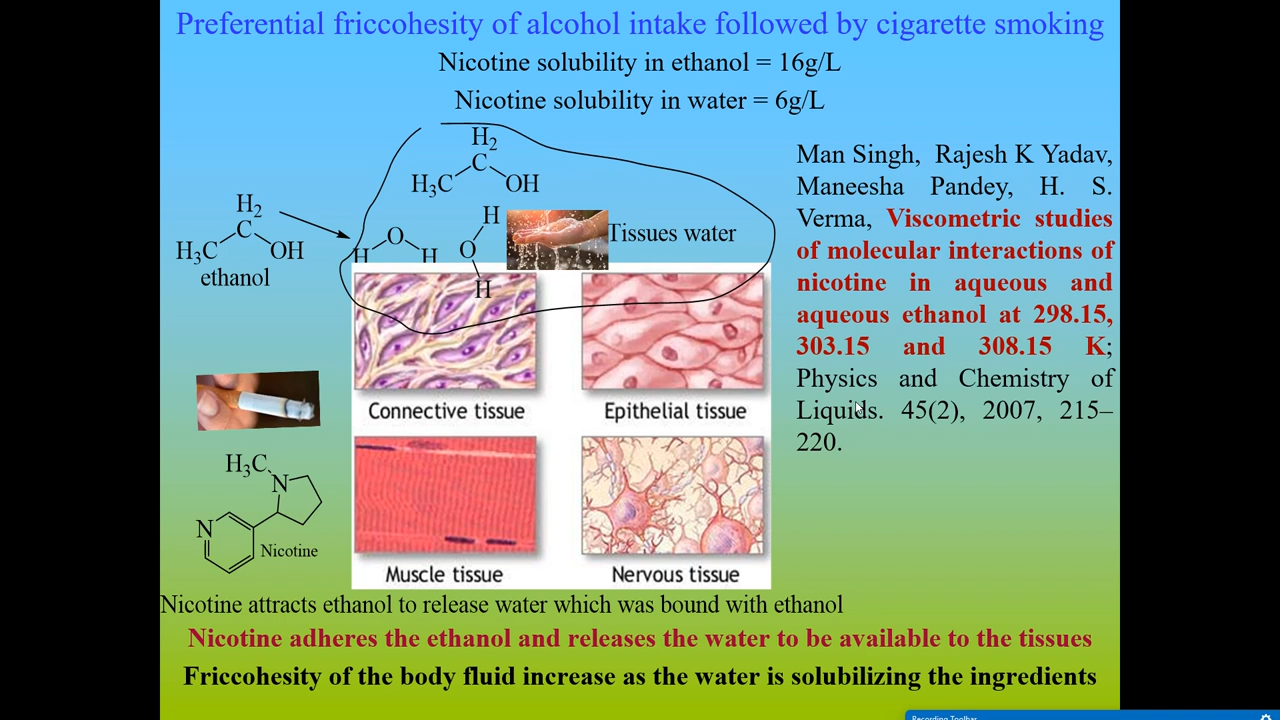 Preferential friccohesity of alcohol intake followed by cigarette smoking
Nicotine solubility in ethanol = 16g/L
Nicotine solubility in water = 6g/L
H2
C
H3C
OH
H2
C
H3C
OH
ethanol
H
O
H
H
O
H
Tissues water
Connective tissue
Epithelial tissue
Muscle tissue
Nervous tissue
H3C
N
N
Nicotine
Man Singh, Rajesh K Yadav,
Maneesha Pandey, H. S.
Verma, Viscometric studies
of molecular interactions of
nicotine in aqueous and
aqueous ethanol at 298.15,
303.15 and 308.15 K;
Physics and Chemistry of
Liquids. 45(2), 2007, 215–
220.
Nicotine attracts ethanol to release water which was bound with ethanol
Nicotine adheres the ethanol and releases the water to be available to the tissues
Friccohesity of the body fluid increase as the water is solubilizing the ingredients
Recording Toolbar